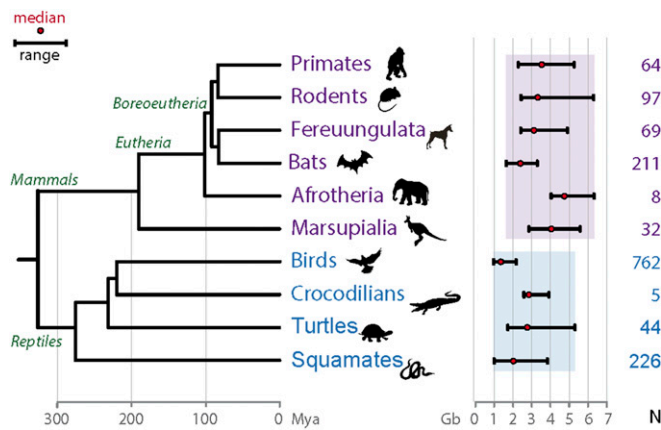 median
range
Primates 64
Boreoeutheria Rodents 97
Fereuungulata 69
Eutheria
Bats 211
Mammals
Afrotheria 8
Marsupialia 32
Birds 762
Crocodilians 5
Turtles 44
Reptiles
Squamates 226
300 200 100 0 Mya Gb 0 1 2 3 4 5 6 7 N